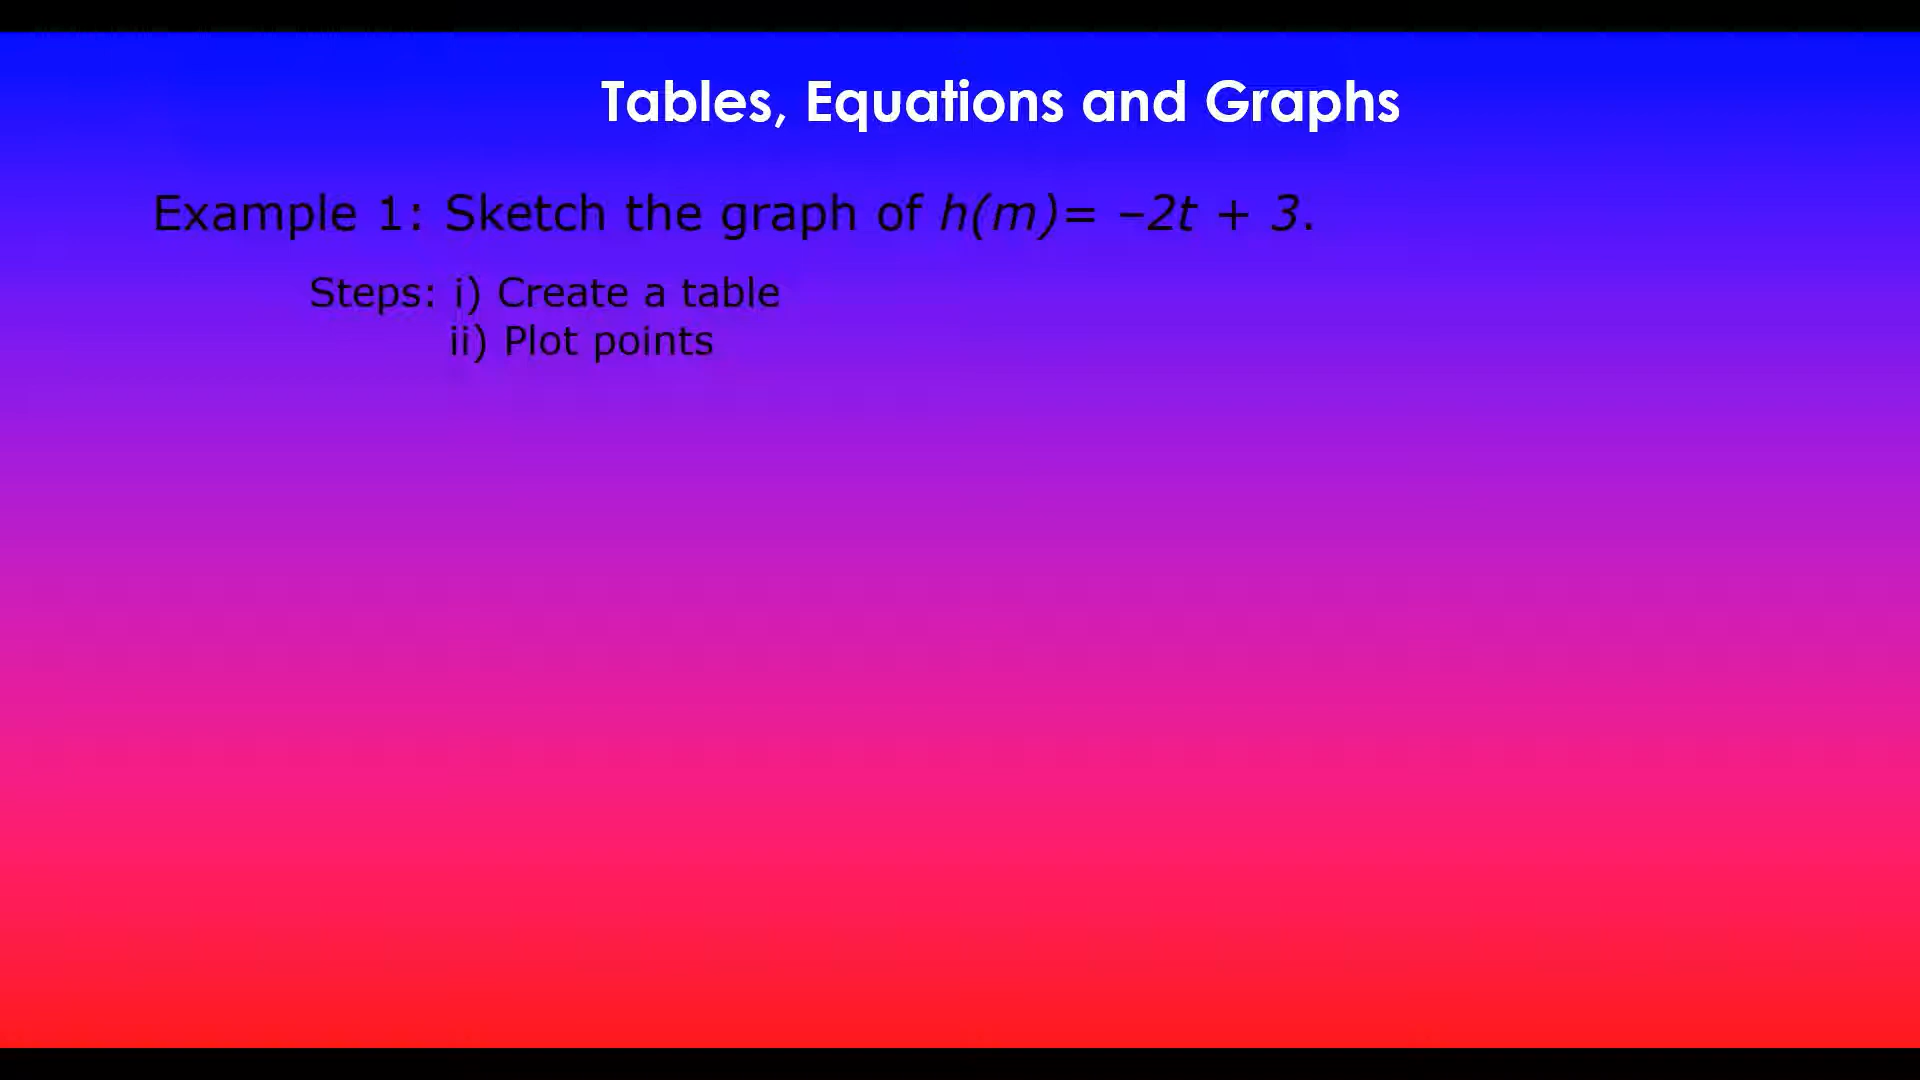 Tables, Equations and Graphs
Example 1: Sketch the graph of h(m)= –2t + 3.
Steps: i) Create a table
ii) Plot points